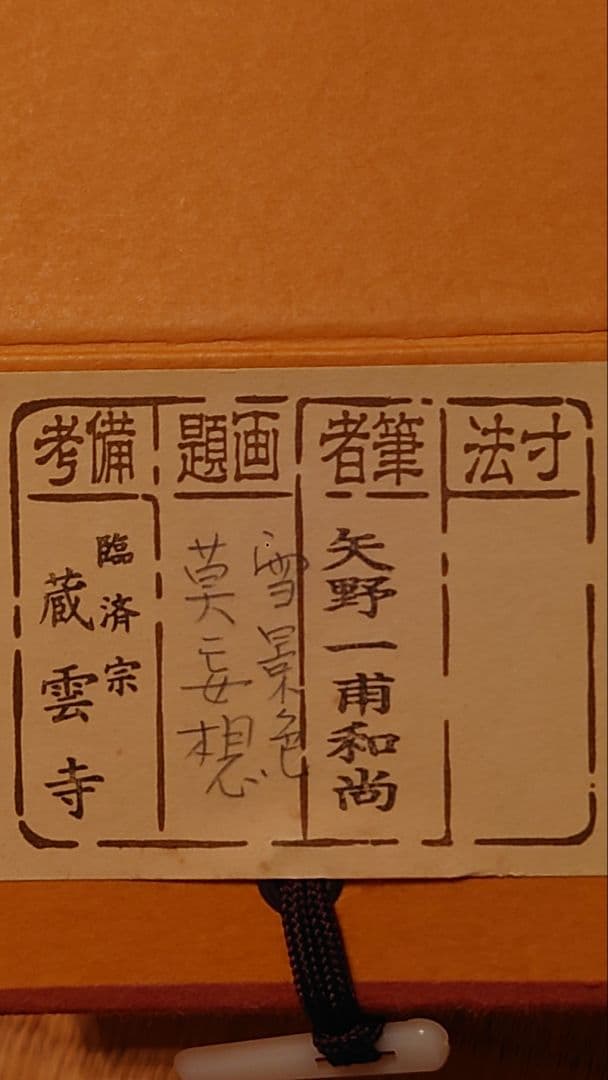 寸法
筆者
矢野一甫和尚
画題
雪景色
莫妄想
備考
臨済宗
蔵雲寺